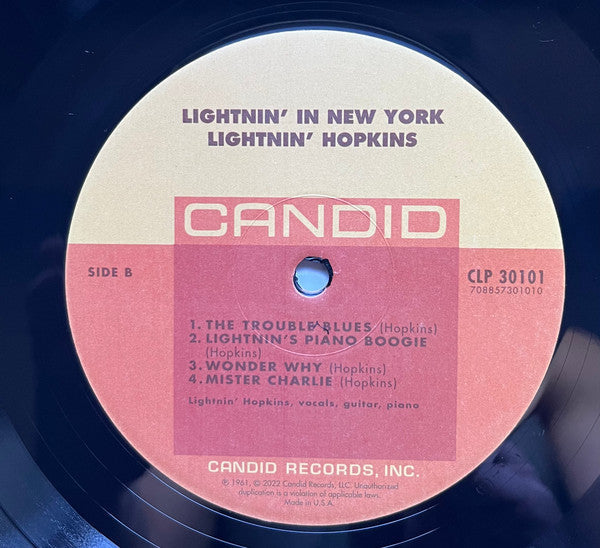 LIGHTNIN' IN NEW YORK
LIGHTNIN' HOPKINS
CANDID
SIDE B
CLP 30101
708857301010
1. THE TROUBLE BLUES (Hopkins)
2. LIGHTNIN'S PIANO BOOGIE
(Hopkins)
3. WONDER WHY (Hopkins)
4. MISTER CHARLIE (Hopkins)
Lightnin' Hopkins, vocals, guitar, piano
CANDID RECORDS, INC.
℗ 1961, © 2022 Candid Records, LLC. Unauthorized
duplication is a violation of applicable laws.
Made in U.S.A.